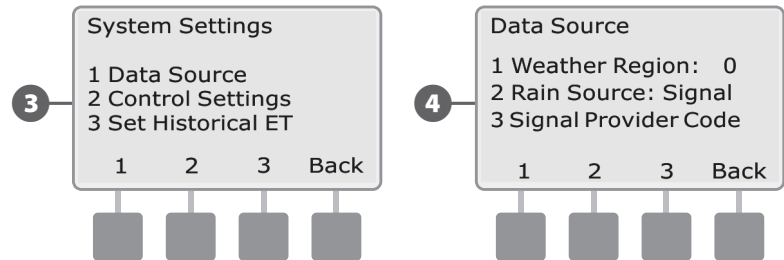 System Settings
1 Data Source
2 Control Settings
3 Set Historical ET
1 2 3 Back
3
Data Source
1 Weather Region: 0
2 Rain Source: Signal
3 Signal Provider Code
1 2 3 Back
4